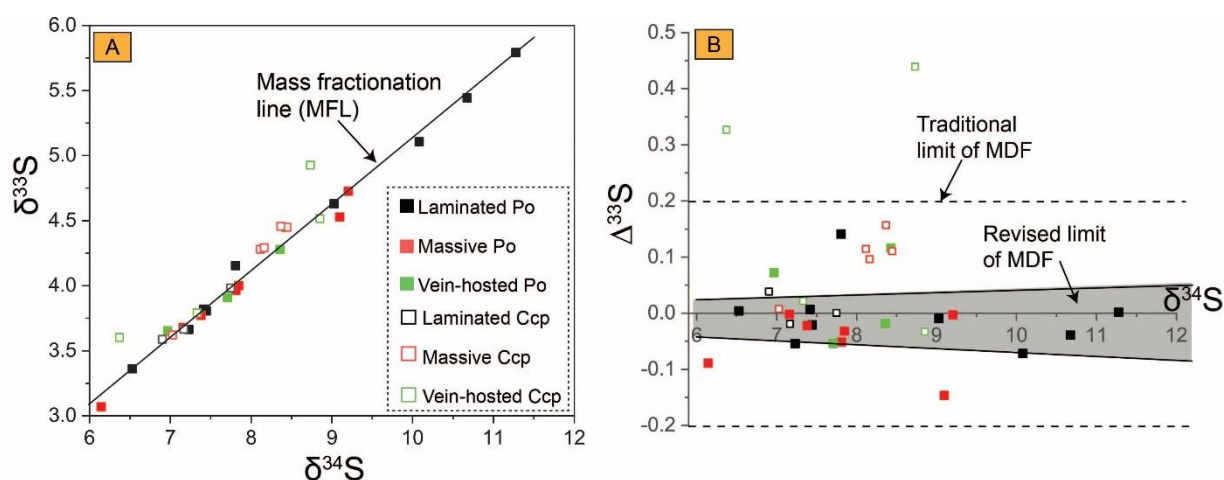 A
6.0
5.5
5.0
4.5
4.0
3.5
3.0
δ³³S
Mass fractionation
line (MFL)
Laminated Po
Massive Po
Vein-hosted Po
Laminated Ccp
Massive Ccp
Vein-hosted Ccp
6 7 8 9 10 11 12
δ³⁴S
B
0.5
0.4
0.3
0.2
0.1
0.0
-0.1
-0.2
Δ³³S
Traditional
limit of MDF
Revised limit
of MDF
δ³⁴S
6 7 8 9 10 11 12